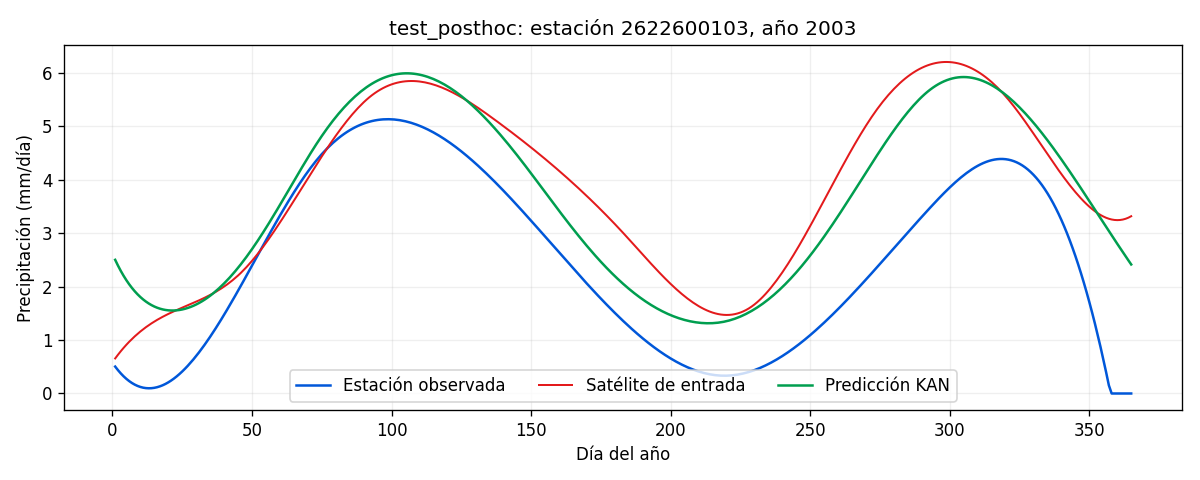 test_posthoc: estación 2622600103, año 2003
Precipitación (mm/día)
6
5
4
3
2
1
0
Estación observada
Satélite de entrada
Predicción KAN
0 50 100 150 200 250 300 350
Día del año